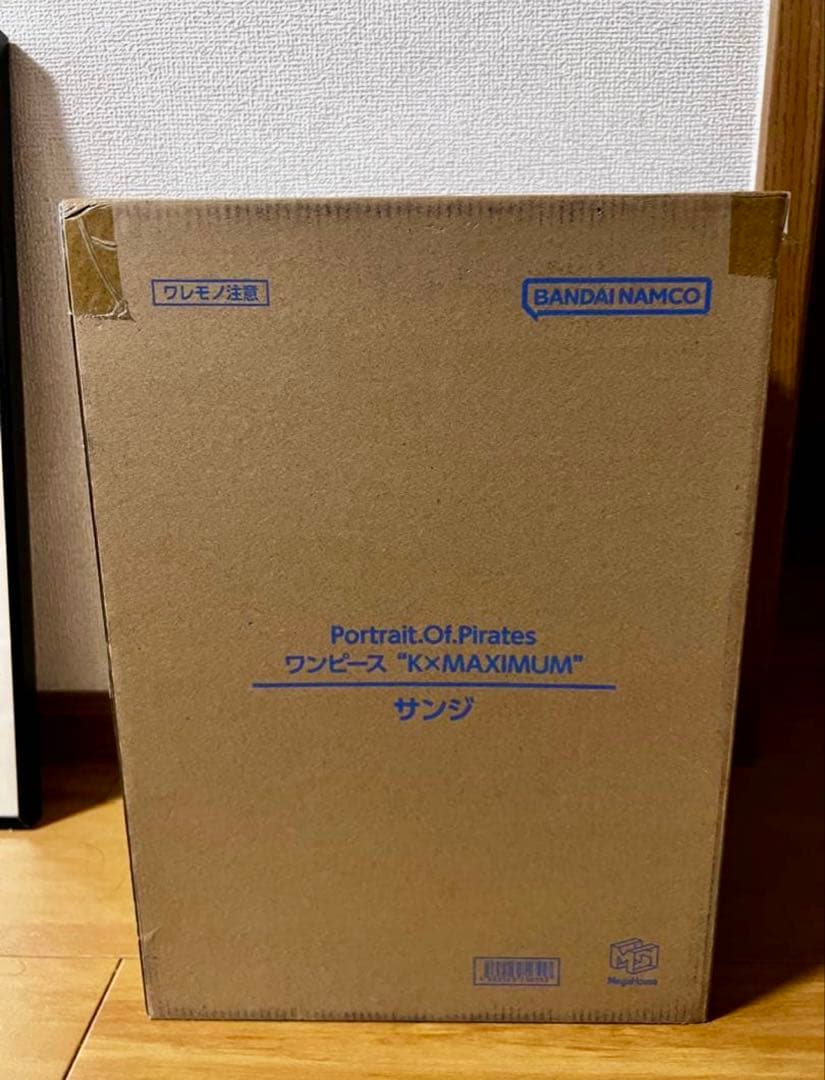 ワレモノ注意
BANDAI NAMCO
Portrait.Of.Pirates
ワンピース “K×MAXIMUM”
サンジ
MegaHouse